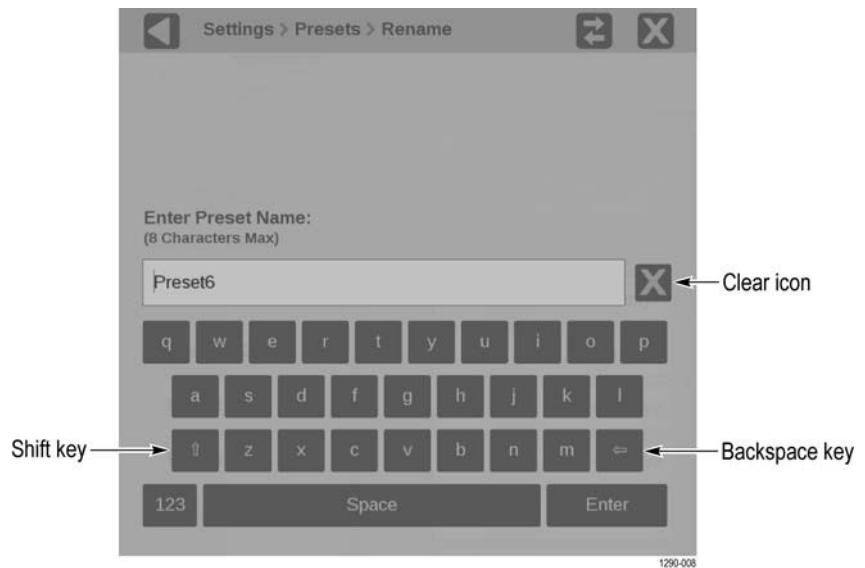 Settings > Presets > Rename
Enter Preset Name:
(8 Characters Max)
Preset6
Clear icon
q w e r t y u i o p
a s d f g h j k l
Shift key
⇧ z x c v b n m ⇦
Backspace key
123 Space Enter
1290-008